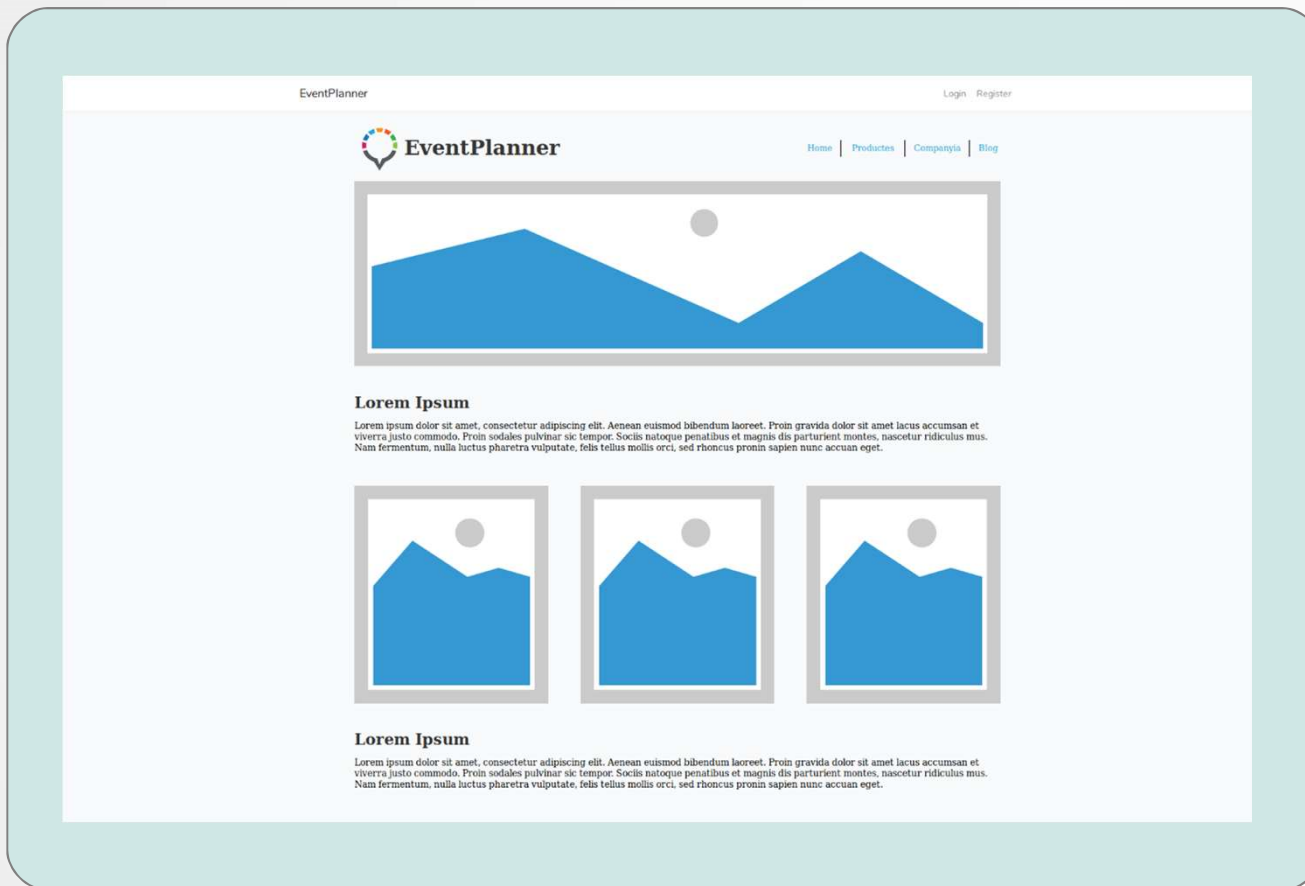 EventPlanner
Login Register
EventPlanner
Home Productes Companyia Blog
Lorem Ipsum
Lorem ipsum dolor sit amet, consectetur adipiscing elit. Aenean euismod bibendum laoreet. Proin gravida dolor sit amet lacus accumsan et
viverra justo commodo. Proin sodales pulvinar sic tempor. Sociis natoque penatibus et magnis dis parturient montes, nascetur ridiculus mus.
Nam fermentum, nulla luctus pharetra vulputate, felis tellus mollis orci, sed rhoncus pronin sapien nunc accuan eget.
Lorem Ipsum
Lorem ipsum dolor sit amet, consectetur adipiscing elit. Aenean euismod bibendum laoreet. Proin gravida dolor sit amet lacus accumsan et
viverra justo commodo. Proin sodales pulvinar sic tempor. Sociis natoque penatibus et magnis dis parturient montes, nascetur ridiculus mus.
Nam fermentum, nulla luctus pharetra vulputate, felis tellus mollis orci, sed rhoncus pronin sapien nunc accuan eget.